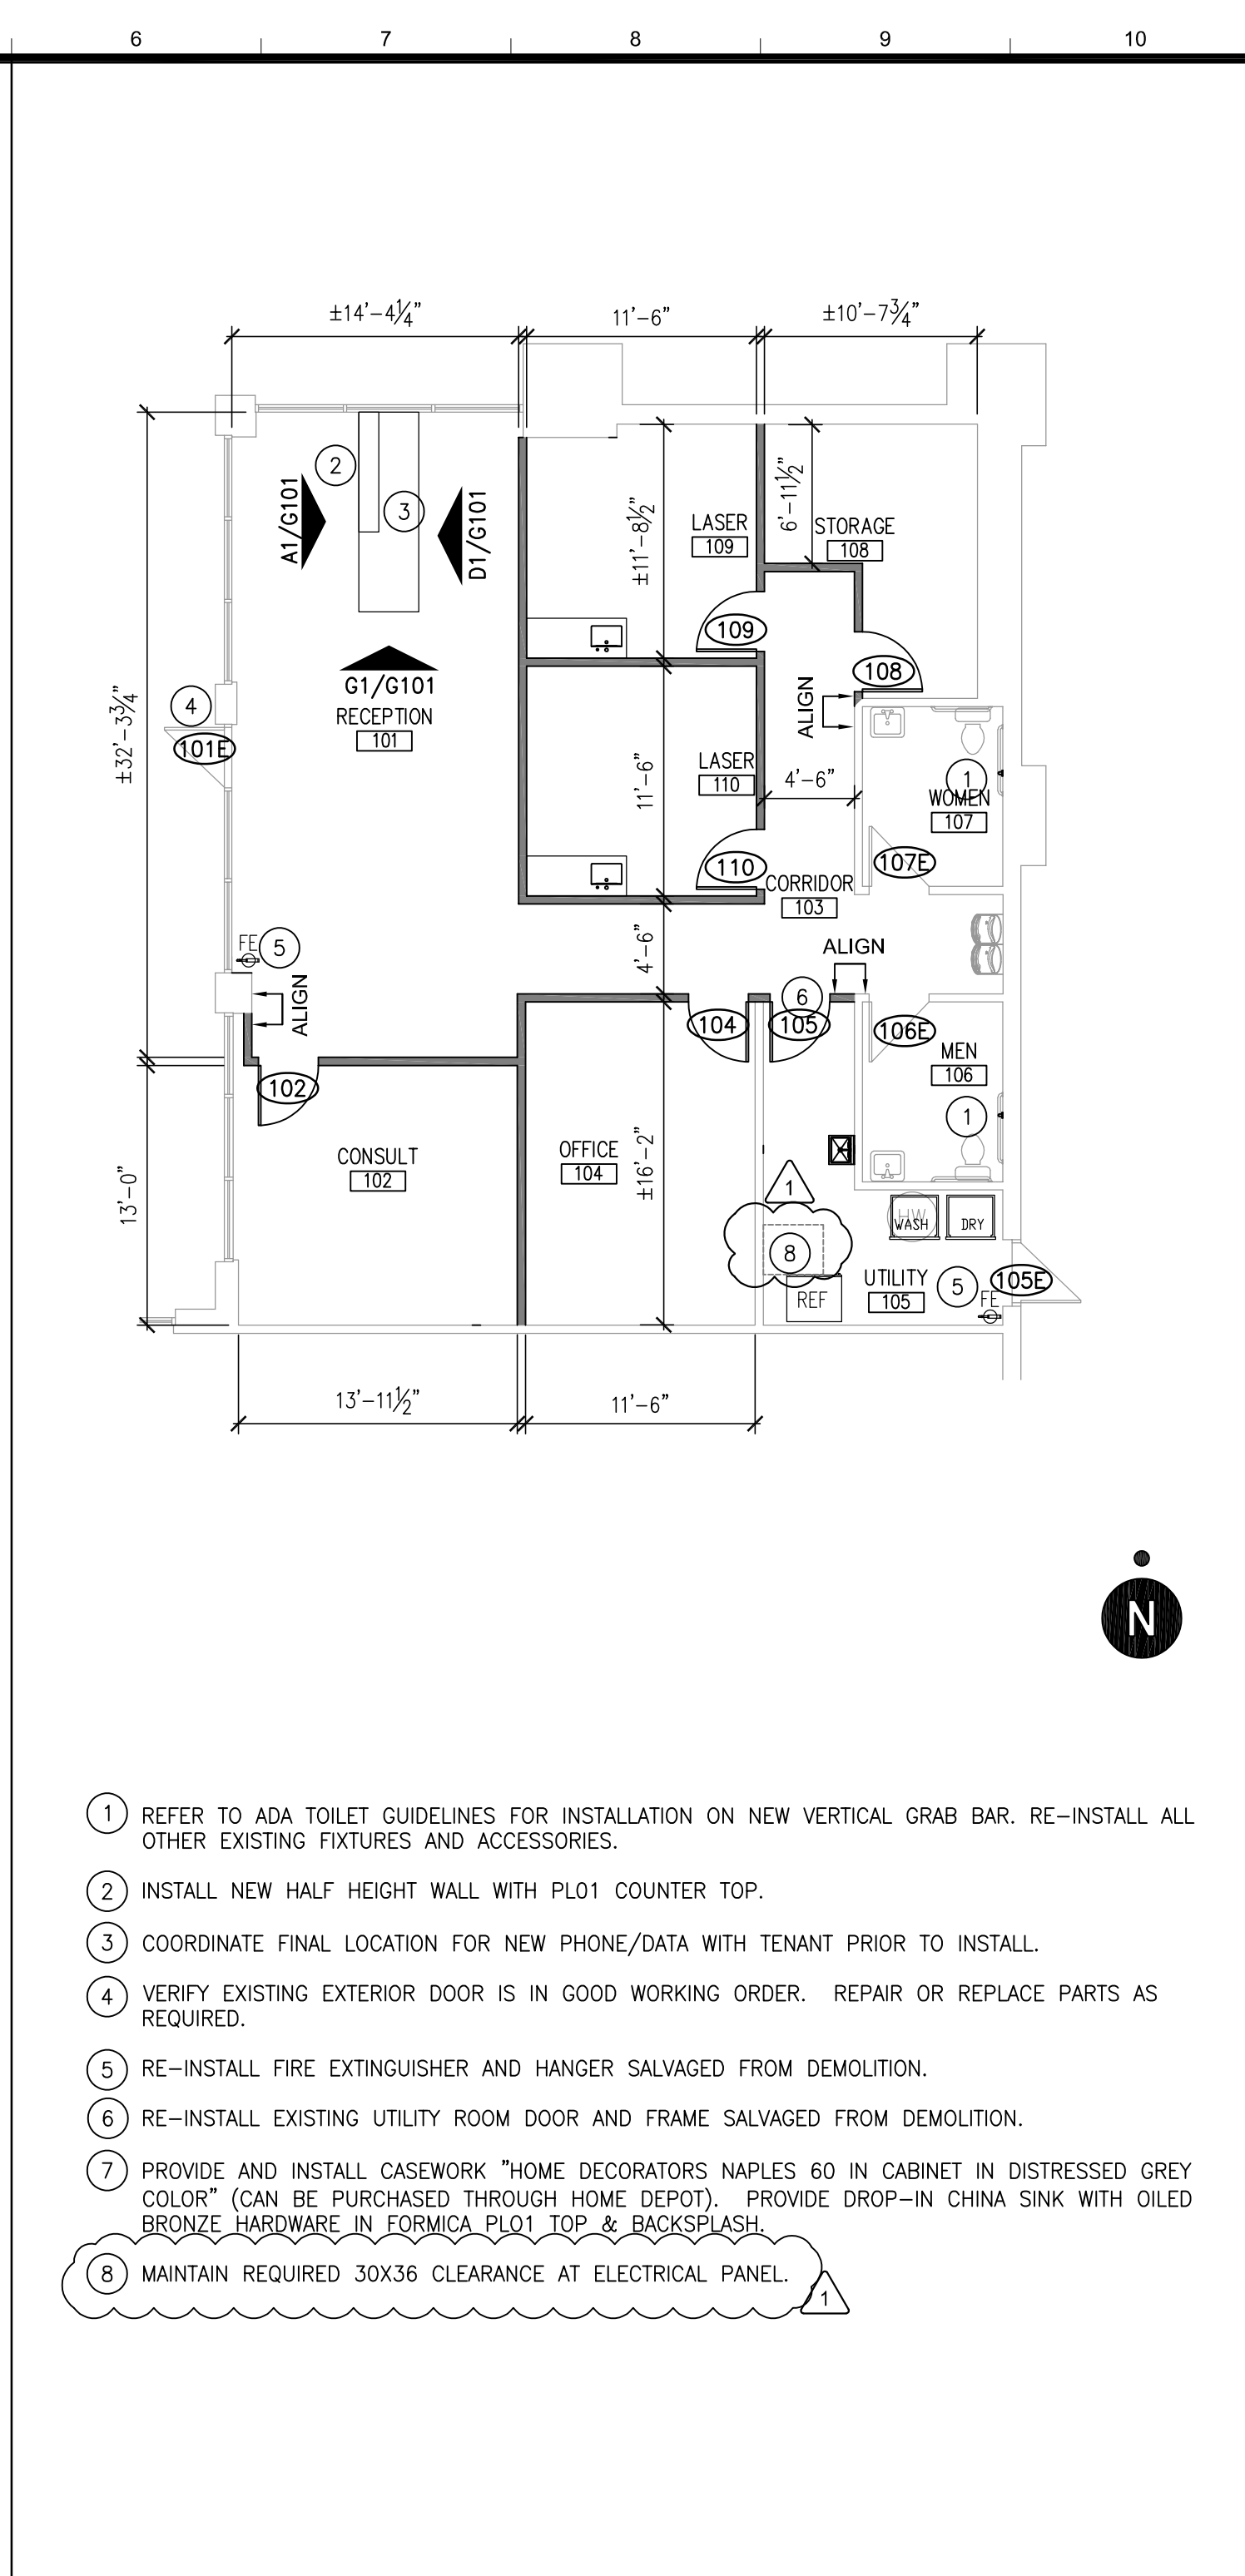 6 7 8 9 10
±14'-4¼" 11'-6" ±10'-7¾"
2
3
A1/G101
D1/G101
G1/G101
RECEPTION
101
±32'-3¾"
4
101E
±11'-8½"
LASER
109
109
6'-11½"
STORAGE
108
108
ALIGN
11'-6"
LASER
110
110
4'-6"
1
WOMEN
107
107E
CORRIDOR
103
FE 5
ALIGN
4'-6"
ALIGN
6
104
105
106E
MEN
106
1
102
CONSULT
102
13'-0"
OFFICE
104
±16'-2"
1
8
REF
HW
WASH
DRY
UTILITY
105
5
FE
105E
13'-11½" 11'-6"
N
1 REFER TO ADA TOILET GUIDELINES FOR INSTALLATION ON NEW VERTICAL GRAB BAR. RE-INSTALL ALL
OTHER EXISTING FIXTURES AND ACCESSORIES.
2 INSTALL NEW HALF HEIGHT WALL WITH PL01 COUNTER TOP.
3 COORDINATE FINAL LOCATION FOR NEW PHONE/DATA WITH TENANT PRIOR TO INSTALL.
4 VERIFY EXISTING EXTERIOR DOOR IS IN GOOD WORKING ORDER. REPAIR OR REPLACE PARTS AS
REQUIRED.
5 RE-INSTALL FIRE EXTINGUISHER AND HANGER SALVAGED FROM DEMOLITION.
6 RE-INSTALL EXISTING UTILITY ROOM DOOR AND FRAME SALVAGED FROM DEMOLITION.
7 PROVIDE AND INSTALL CASEWORK "HOME DECORATORS NAPLES 60 IN CABINET IN DISTRESSED GREY
COLOR" (CAN BE PURCHASED THROUGH HOME DEPOT). PROVIDE DROP-IN CHINA SINK WITH OILED
BRONZE HARDWARE IN FORMICA PL01 TOP & BACKSPLASH.
8 MAINTAIN REQUIRED 30X36 CLEARANCE AT ELECTRICAL PANEL.
1